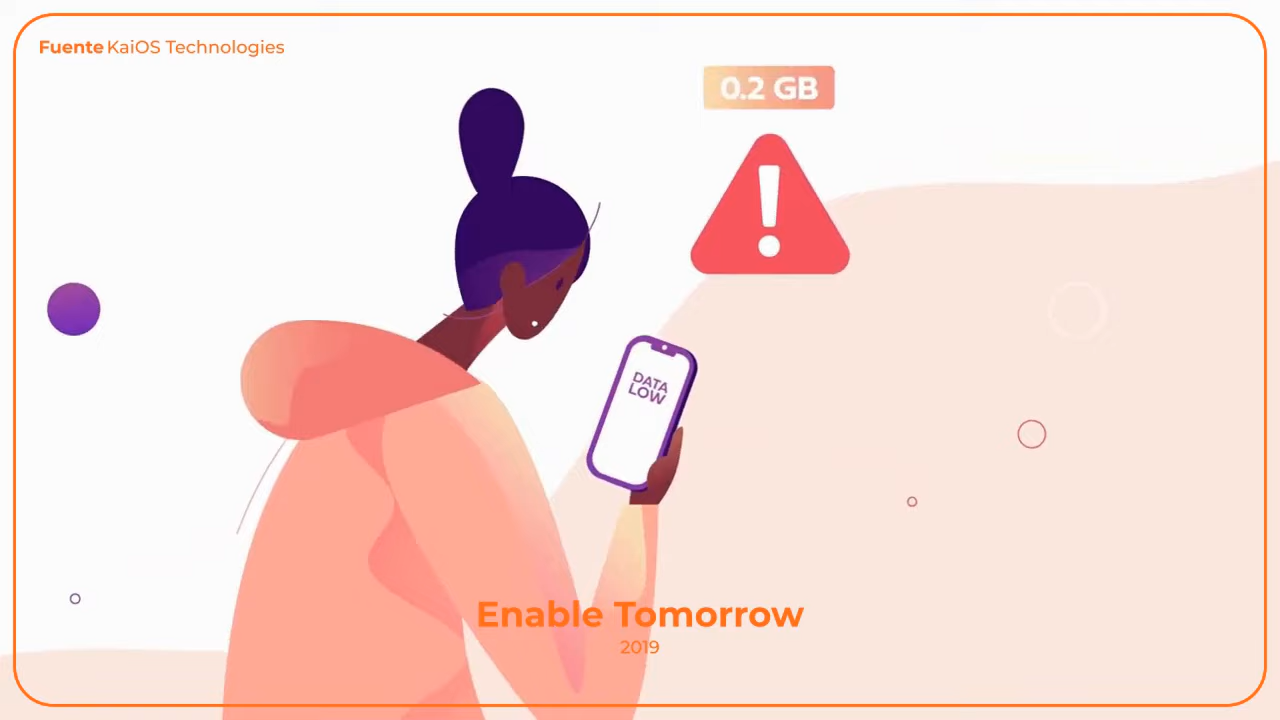 Fuente KaiOS Technologies
0.2 GB
DATA
LOW
Enable Tomorrow
2019